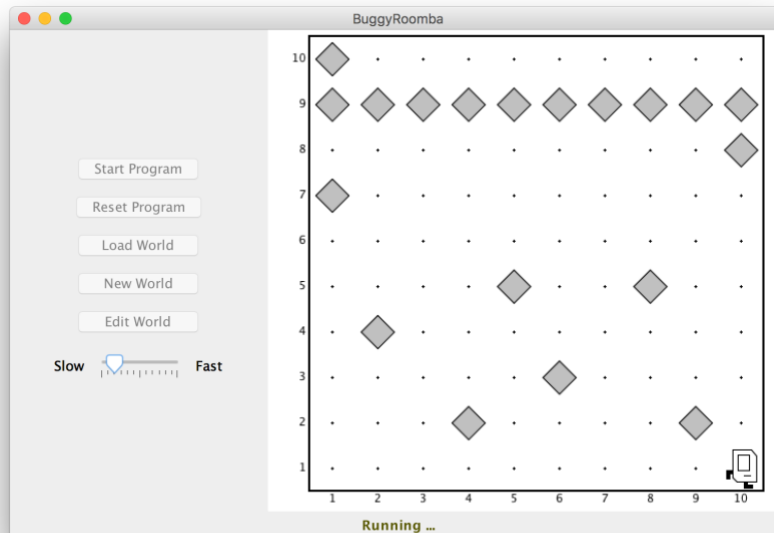 BuggyRoomba
Start Program
Reset Program
Load World
New World
Edit World
Slow Fast
10
9
8
7
6
5
4
3
2
1
1 2 3 4 5 6 7 8 9 10
Running ...